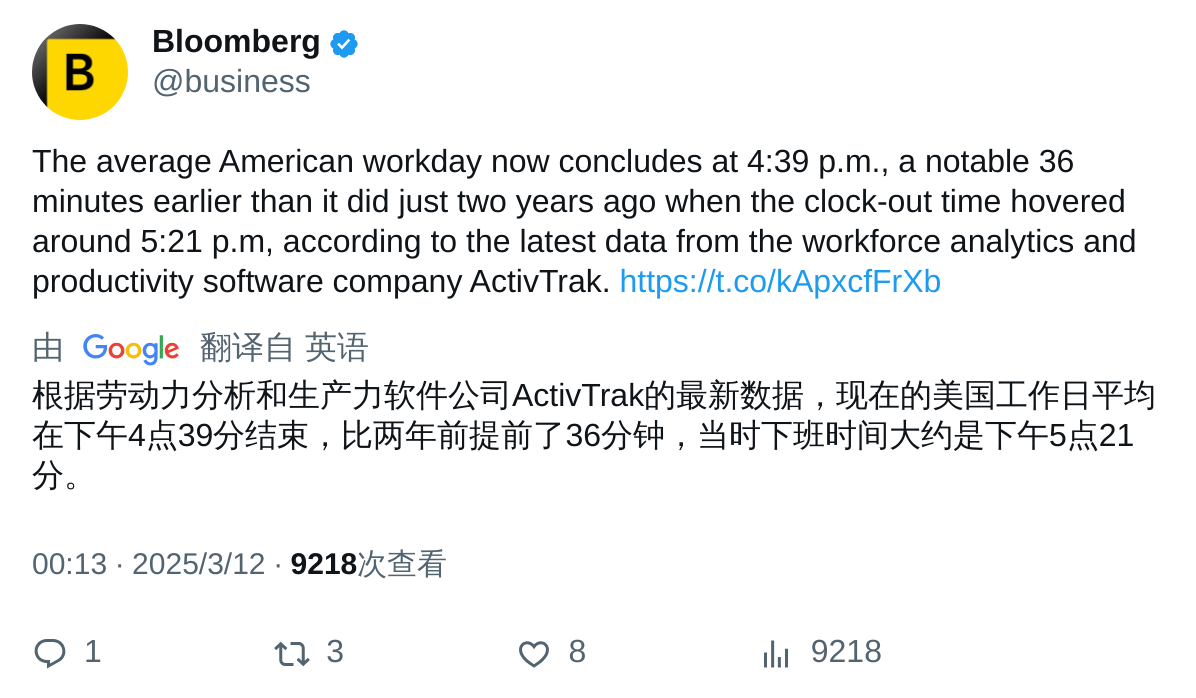 B
Bloomberg
@business
The average American workday now concludes at 4:39 p.m., a notable 36
minutes earlier than it did just two years ago when the clock-out time hovered
around 5:21 p.m, according to the latest data from the workforce analytics and
productivity software company ActivTrak. https://t.co/kApxcfFrXb
由 Google 翻译自 英语
根据劳动力分析和生产力软件公司ActivTrak的最新数据，现在的美国工作日平均
在下午4点39分结束，比两年前提前了36分钟，当时下班时间大约是下午5点21
分。
00:13 · 2025/3/12 · 9218次查看
1 3 8 9218